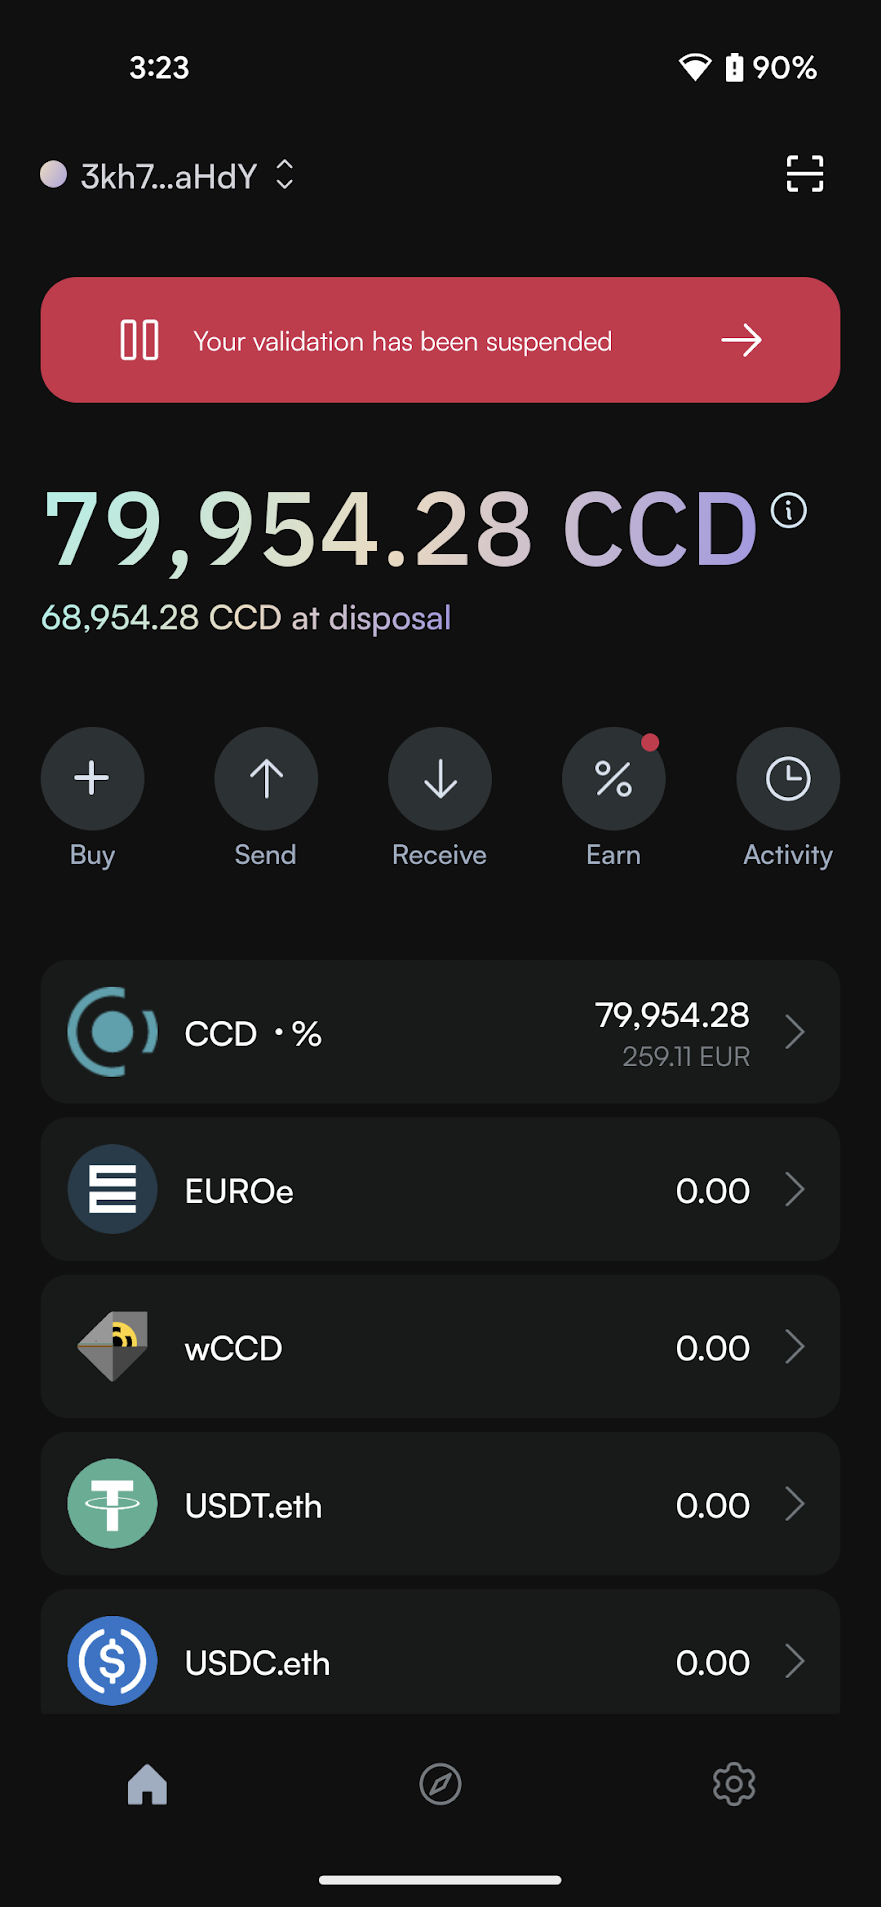 3:23
90%
3kh7...aHdY
Your validation has been suspended
79,954.28 CCD
68,954.28 CCD at disposal
Buy
Send
Receive
Earn
Activity
CCD · %
79,954.28
259.11 EUR
EUROe
0.00
wCCD
0.00
USDT.eth
0.00
USDC.eth
0.00